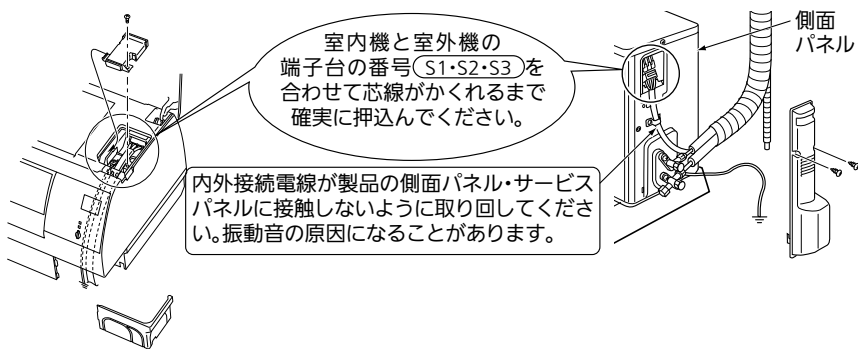 室内機と室外機の
端子台の番号(S1・S2・S3)を
合わせて芯線がかくれるまで
確実に押込んでください。
側面
パネル
内外接続電線が製品の側面パネル・サービス
パネルに接触しないように取り回してくださ
い。振動音の原因になることがあります。